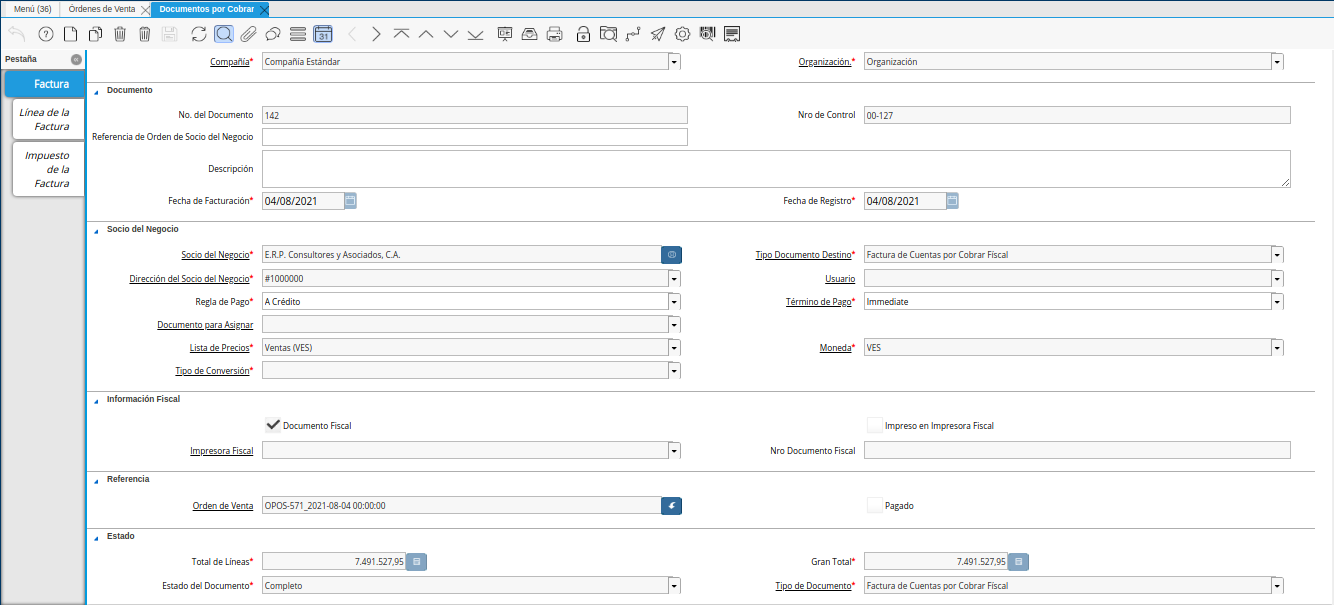 Menú (36) Órdenes de Venta Documentos por Cobrar
31
Pestaña
Factura
Línea de la
Factura
Impuesto
de la
Factura
Compañía* Compañía Estándar Organización.* Organización
Documento
No. del Documento 142 Nro de Control 00-127
Referencia de Orden de Socio del Negocio
Descripción
Fecha de Facturación* 04/08/2021 Fecha de Registro* 04/08/2021
Socio del Negocio
Socio del Negocio* E.R.P. Consultores y Asociados, C.A. Tipo Documento Destino* Factura de Cuentas por Cobrar Fiscal
Dirección del Socio del Negocio* #1000000 Usuario
Regla de Pago* A Crédito Término de Pago* Immediate
Documento para Asignar
Lista de Precios* Ventas (VES) Moneda* VES
Tipo de Conversión*
Información Fiscal
Documento Fiscal Impreso en Impresora Fiscal
Impresora Fiscal Nro Documento Fiscal
Referencia
Orden de Venta OPOS-571_2021-08-04 00:00:00 Pagado
Estado
Total de Líneas* 7.491.527,95 Gran Total* 7.491.527,95
Estado del Documento* Completo Tipo de Documento* Factura de Cuentas por Cobrar Fiscal